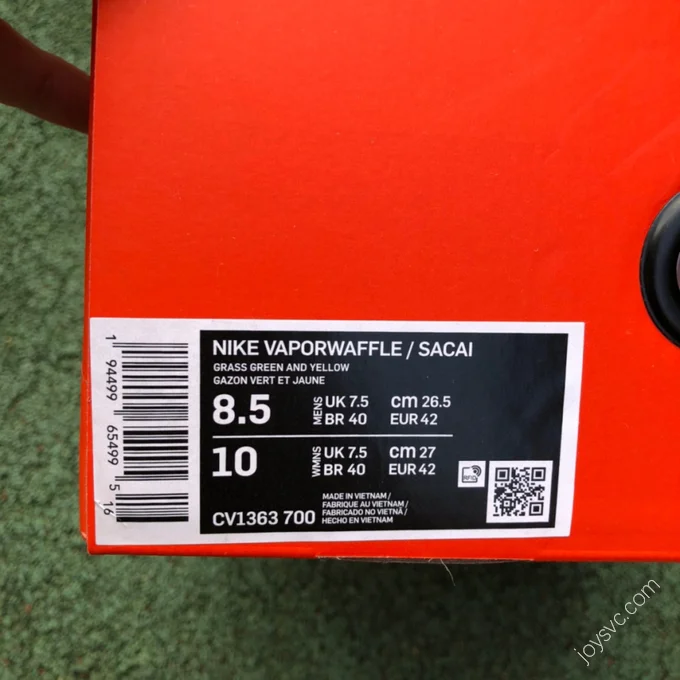 NIKE VAPORWAFFLE / SACAI
GRASS GREEN AND YELLOW
GAZON VERT ET JAUNE
8.5 MENS UK 7.5 cm 26.5
BR 40 EUR 42
10 WMNS UK 7.5 cm 27
BR 40 EUR 42
RFID
CV1363 700
MADE IN VIETNAM /
FABRIQUE AU VIETNAM /
FABRICADO NO VIETNÃ /
HECHO EN VIETNAM
1 94499 65499 5 16
joysvc.com